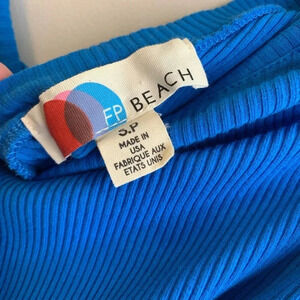 FP BEACH
S.P
MADE IN
USA
FABRIQUE AUX
ETATS UNIS